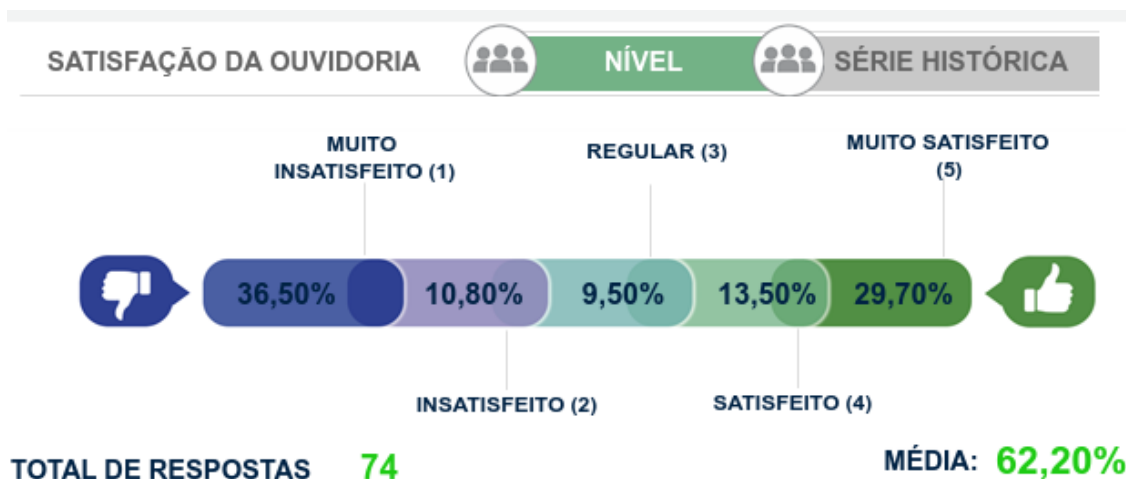 SATISFAÇÃO DA OUVIDORIA
NÍVEL
SÉRIE HISTÓRICA
MUITO
INSATISFEITO (1)
REGULAR (3)
MUITO SATISFEITO
(5)
36,50%
10,80%
9,50%
13,50%
29,70%
INSATISFEITO (2)
SATISFEITO (4)
TOTAL DE RESPOSTAS 74
MÉDIA: 62,20%